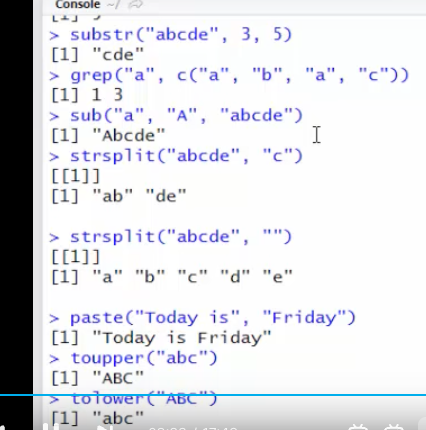 Console ~/
> substr("abcde", 3, 5)
[1] "cde"
> grep("a", c("a", "b", "a", "c"))
[1] 1 3
> sub("a", "A", "abcde")
[1] "Abcde"
> strsplit("abcde", "c")
[[1]]
[1] "ab" "de"
> strsplit("abcde", "")
[[1]]
[1] "a" "b" "c" "d" "e"
> paste("Today is", "Friday")
[1] "Today is Friday"
> toupper("abc")
[1] "ABC"
> tolower("ABC")
[1] "abc"